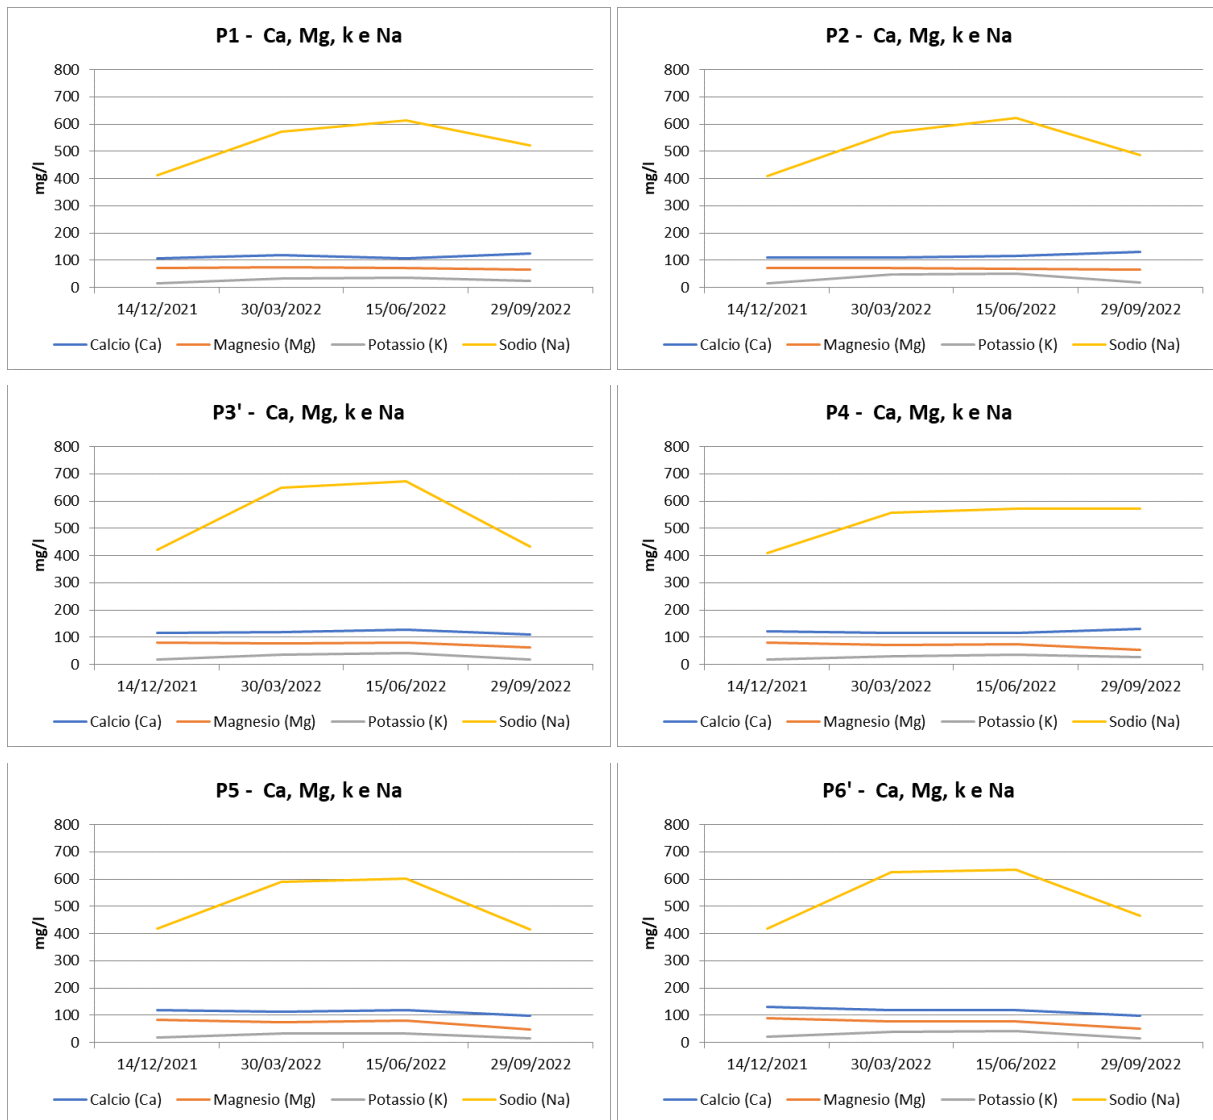 P1 -  Ca, Mg, k e Na
mg/l
800
700
600
500
400
300
200
100
0
14/12/2021 30/03/2022 15/06/2022 29/09/2022
Calcio (Ca) Magnesio (Mg) Potassio (K) Sodio (Na)
P2 -  Ca, Mg, k e Na
mg/l
800
700
600
500
400
300
200
100
0
14/12/2021 30/03/2022 15/06/2022 29/09/2022
Calcio (Ca) Magnesio (Mg) Potassio (K) Sodio (Na)
P3' -  Ca, Mg, k e Na
mg/l
800
700
600
500
400
300
200
100
0
14/12/2021 30/03/2022 15/06/2022 29/09/2022
Calcio (Ca) Magnesio (Mg) Potassio (K) Sodio (Na)
P4 -  Ca, Mg, k e Na
mg/l
800
700
600
500
400
300
200
100
0
14/12/2021 30/03/2022 15/06/2022 29/09/2022
Calcio (Ca) Magnesio (Mg) Potassio (K) Sodio (Na)
P5 -  Ca, Mg, k e Na
mg/l
800
700
600
500
400
300
200
100
0
14/12/2021 30/03/2022 15/06/2022 29/09/2022
Calcio (Ca) Magnesio (Mg) Potassio (K) Sodio (Na)
P6' -  Ca, Mg, k e Na
mg/l
800
700
600
500
400
300
200
100
0
14/12/2021 30/03/2022 15/06/2022 29/09/2022
Calcio (Ca) Magnesio (Mg) Potassio (K) Sodio (Na)